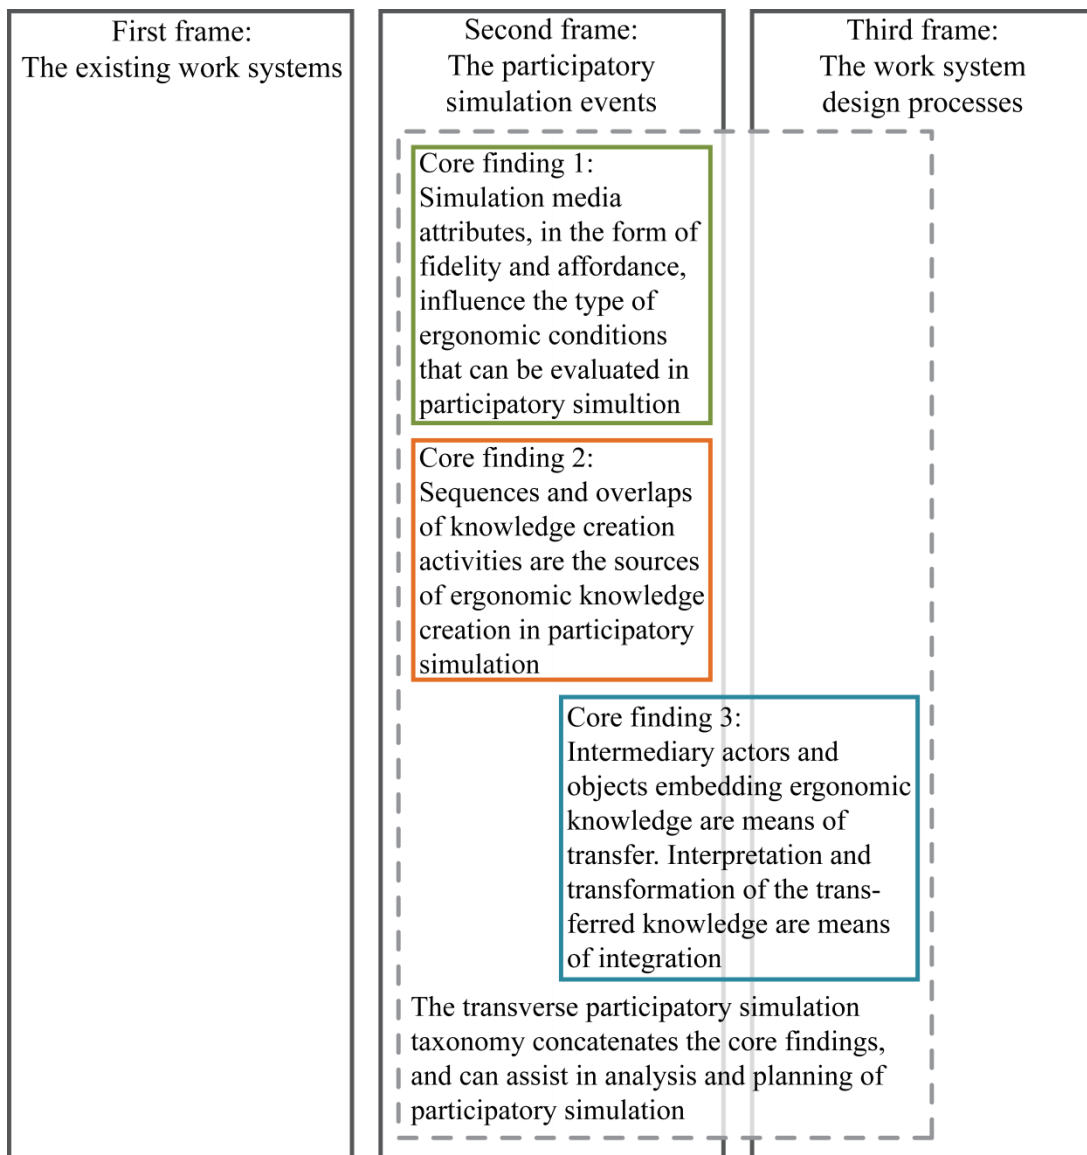 First frame:
The existing work systems
Second frame:
The participatory
simulation events
Third frame:
The work system
design processes
Core finding 1:
Simulation media
attributes, in the form of
fidelity and affordance,
influence the type of
ergonomic conditions
that can be evaluated in
participatory simultion
Core finding 2:
Sequences and overlaps
of knowledge creation
activities are the sources
of ergonomic knowledge
creation in participatory
simulation
Core finding 3:
Intermediary actors and
objects embedding ergonomic
knowledge are means of
transfer. Interpretation and
transformation of the trans-
ferred knowledge are means
of integration
The transverse participatory simulation
taxonomy concatenates the core findings,
and can assist in analysis and planning of
participatory simulation